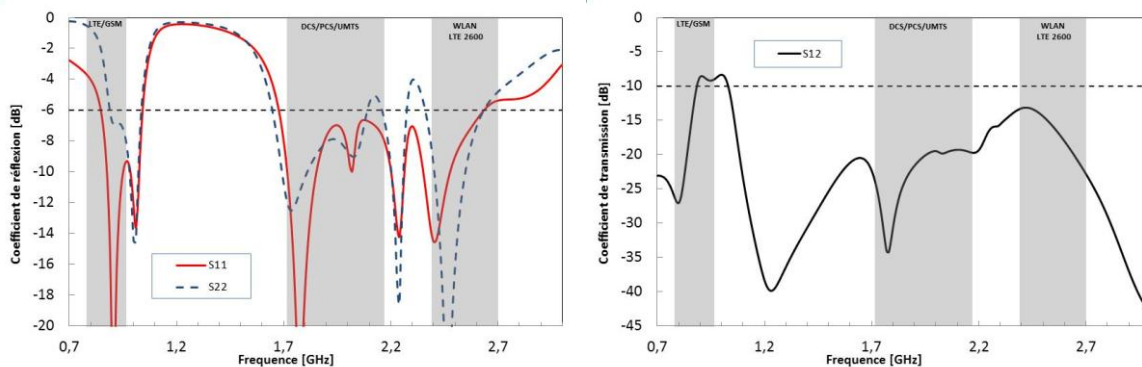 LTE/GSM
DCS/PCS/UMTS
WLAN
LTE 2600
Coefficient de réflexion [dB]
0
-2
-4
-6
-8
-10
-12
-14
-16
-18
-20
S11
S22
0,7
1,2
1,7
2,2
2,7
Frequence [GHz]
LTE/GSM
DCS/PCS/UMTS
WLAN
LTE 2600
Coefficient de transmission [dB]
0
-5
-10
-15
-20
-25
-30
-35
-40
-45
S12
0,7
1,2
1,7
2,2
2,7
Frequence [GHz]